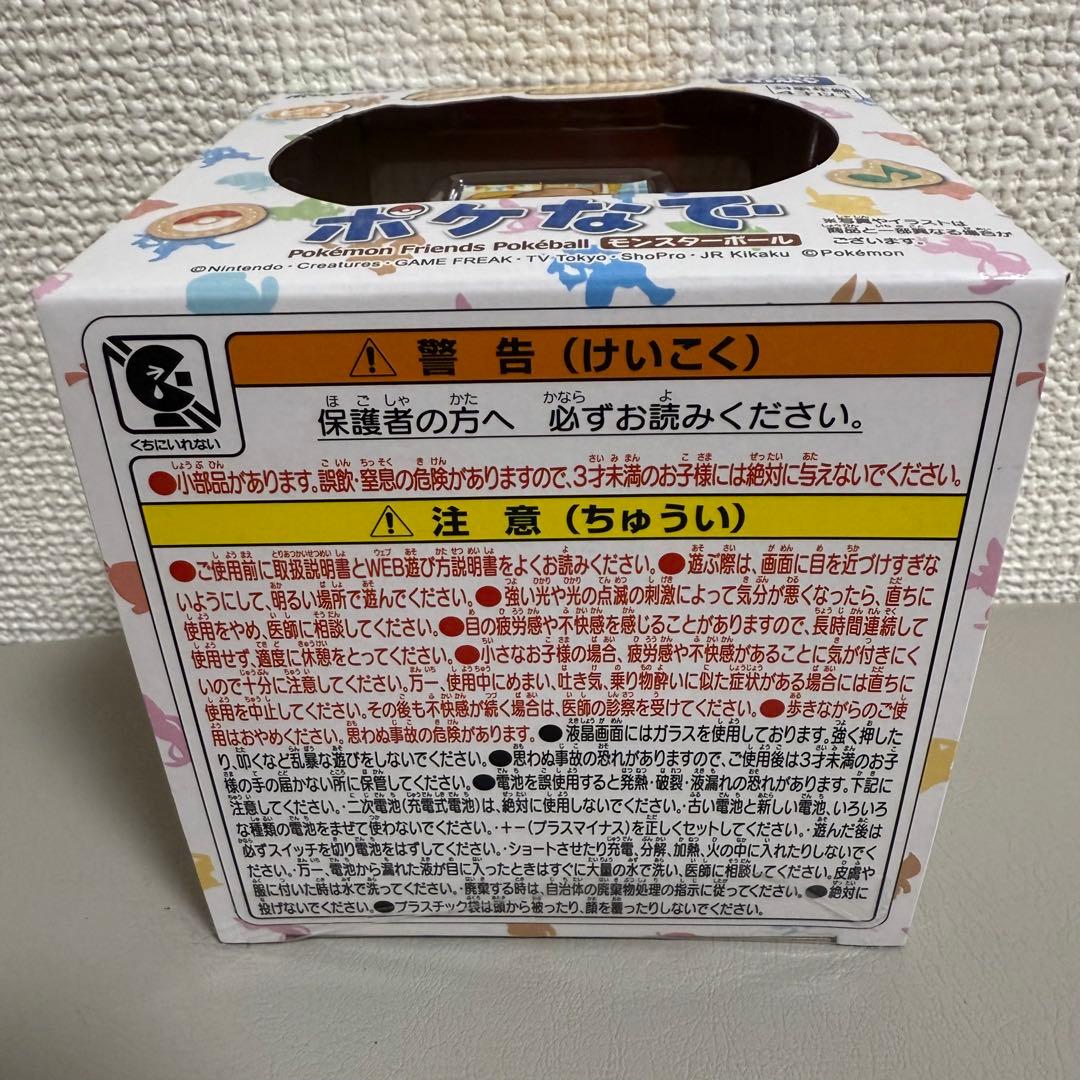 ポケなで
Pokémon Friends Pokéball モンスターボール
※写真やイラストは
商品と一部異なる場合が
ございます。
©Nintendo・Creatures・GAME FREAK・TV Tokyo・ShoPro・JR Kikaku ©Pokémon
くちにいれない
⚠ 警告（けいこく）
保護者の方へ 必ずお読みください。
●小部品があります。誤飲・窒息の危険がありますので、3才未満のお子様には絶対に与えないでください。
⚠ 注意（ちゅうい）
●ご使用前に取扱説明書とWEB遊び方説明書をよくお読みください。●遊ぶ際は、画面に目を近づけすぎな
いようにして、明るい場所で遊んでください。●強い光や光の点滅の刺激によって気分が悪くなったら、直ちに
使用をやめ、医師に相談してください。●目の疲労感や不快感を感じることがありますので、長時間連続して
使用せず、適度に休憩をとってください。●小さなお子様の場合、疲労感や不快感があることに気が付きにく
いので十分に注意してください。万一、使用中にめまい、吐き気、乗り物酔いに似た症状がある場合には直ちに
使用を中止してください。その後も不快感が続く場合は、医師の診察を受けてください。●歩きながらのご使
用はおやめください。思わぬ事故の危険があります。●液晶画面にはガラスを使用しております。強く押した
り、叩くなど乱暴な遊びをしないでください。●思わぬ事故の恐れがありますので、ご使用後は3才未満のお子
様の手の届かない所に保管してください。●電池を誤使用すると発熱・破裂・液漏れの恐れがあります。下記に
注意してください。・二次電池（充電式電池）は、絶対に使用しないでください。・古い電池と新しい電池、いろいろ
な種類の電池をまぜて使わないでください。・＋－（プラスマイナス）を正しくセットしてください。・遊んだ後は
必ずスイッチを切り電池をはずしてください。・ショートさせたり充電、分解、加熱、火の中に入れたりしないでく
ださい。・万一、電池から漏れた液が目に入ったときはすぐに大量の水で洗い、医師に相談してください。皮膚や
服に付いた時は水で洗ってください。・廃棄する時は、自治体の廃棄物処理の指示に従ってください。●絶対に
投げないでください。●プラスチック袋は頭から被ったり、顔を覆ったりしないでください。